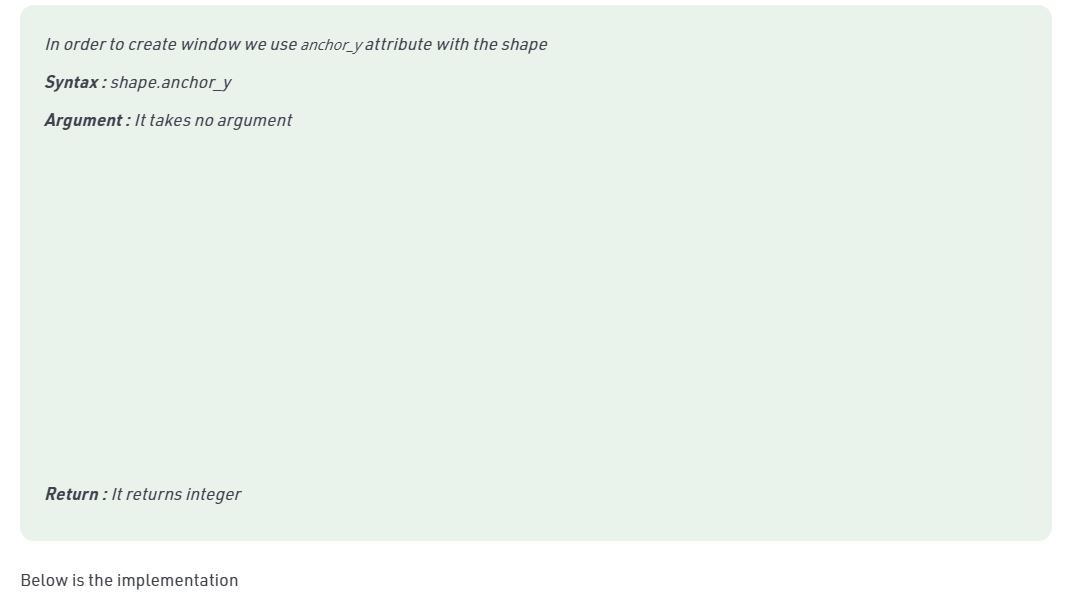 In order to create window we use anchor_y attribute with the shape
Syntax : shape.anchor_y
Argument : It takes no argument
Return : It returns integer
Below is the implementation